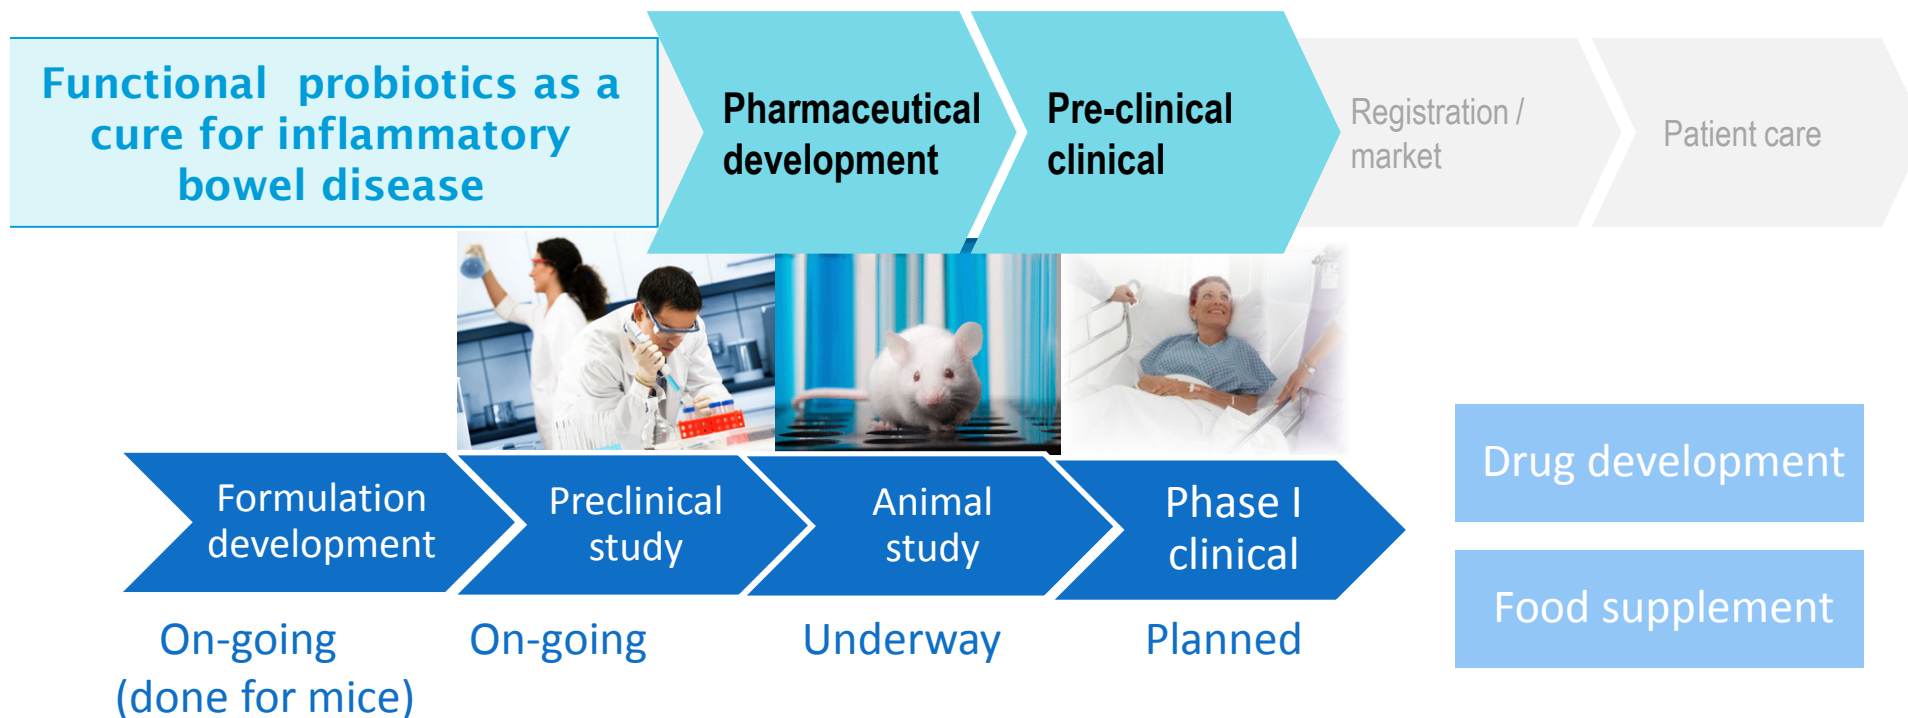 Functional probiotics as a
cure for inflammatory
bowel disease
Pharmaceutical
development
Pre-clinical
clinical
Registration /
market
Patient care
Formulation
development
Preclinical
study
Animal
study
Phase I
clinical
On-going
(done for mice)
On-going
Underway
Planned
Drug development
Food supplement